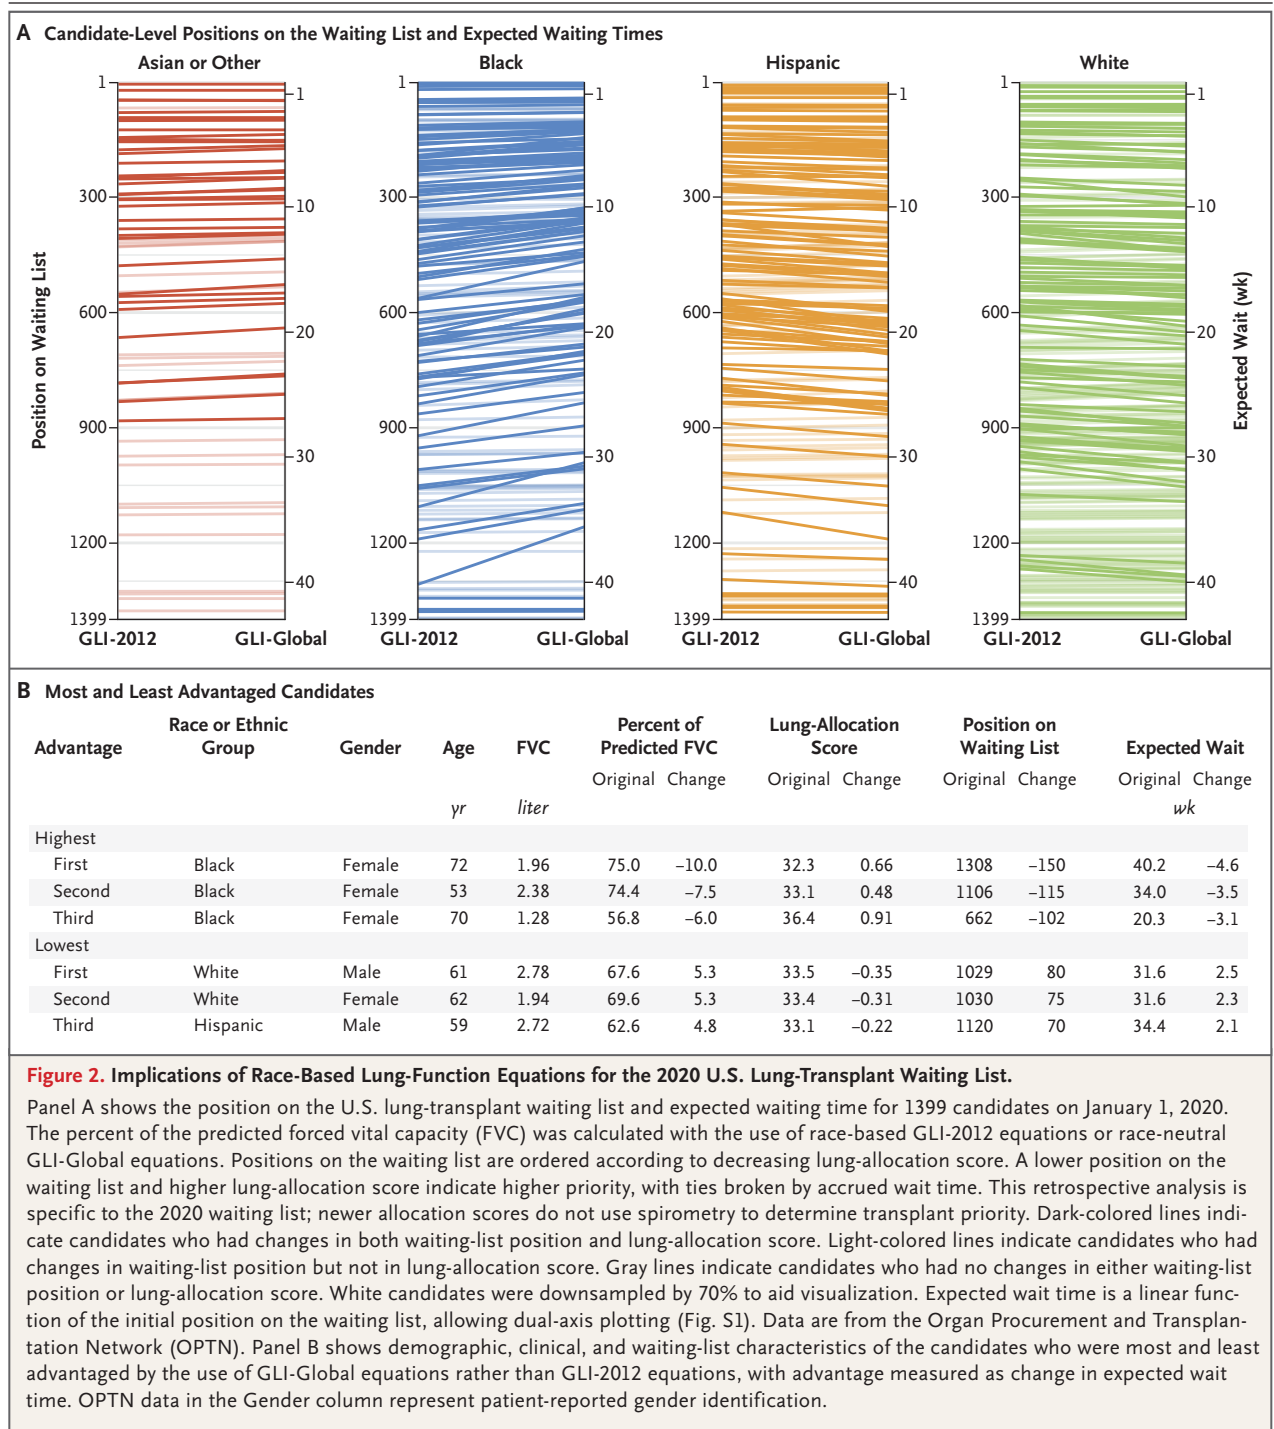 A Candidate-Level Positions on the Waiting List and Expected Waiting Times
Asian or Other
Black
Hispanic
White
Position on Waiting List
1
300
600
900
1200
1399
1
10
20
30
40
GLI-2012
GLI-Global
1
300
600
900
1200
1399
1
10
20
30
40
GLI-2012
GLI-Global
1
300
600
900
1200
1399
1
10
20
30
40
GLI-2012
GLI-Global
1
300
600
900
1200
1399
1
10
20
30
40
GLI-2012
GLI-Global
Expected Wait (wk)
B Most and Least Advantaged Candidates
Advantage Race or Ethnic Group Gender Age FVC Percent of Predicted FVC Lung-Allocation Score Position on Waiting List Expected Wait
Original Change Original Change Original Change Original Change
yr liter wk
Highest
First Black Female 72 1.96 75.0 −10.0 32.3 0.66 1308 −150 40.2 −4.6
Second Black Female 53 2.38 74.4 −7.5 33.1 0.48 1106 −115 34.0 −3.5
Third Black Female 70 1.28 56.8 −6.0 36.4 0.91 662 −102 20.3 −3.1
Lowest
First White Male 61 2.78 67.6 5.3 33.5 −0.35 1029 80 31.6 2.5
Second White Female 62 1.94 69.6 5.3 33.4 −0.31 1030 75 31.6 2.3
Third Hispanic Male 59 2.72 62.6 4.8 33.1 −0.22 1120 70 34.4 2.1
Figure 2. Implications of Race-Based Lung-Function Equations for the 2020 U.S. Lung-Transplant Waiting List.
Panel A shows the position on the U.S. lung-transplant waiting list and expected waiting time for 1399 candidates on January 1, 2020.
The percent of the predicted forced vital capacity (FVC) was calculated with the use of race-based GLI-2012 equations or race-neutral
GLI-Global equations. Positions on the waiting list are ordered according to decreasing lung-allocation score. A lower position on the
waiting list and higher lung-allocation score indicate higher priority, with ties broken by accrued wait time. This retrospective analysis is
specific to the 2020 waiting list; newer allocation scores do not use spirometry to determine transplant priority. Dark-colored lines indi-
cate candidates who had changes in both waiting-list position and lung-allocation score. Light-colored lines indicate candidates who had
changes in waiting-list position but not in lung-allocation score. Gray lines indicate candidates who had no changes in either waiting-list
position or lung-allocation score. White candidates were downsampled by 70% to aid visualization. Expected wait time is a linear func-
tion of the initial position on the waiting list, allowing dual-axis plotting (Fig. S1). Data are from the Organ Procurement and Transplan-
tation Network (OPTN). Panel B shows demographic, clinical, and waiting-list characteristics of the candidates who were most and least
advantaged by the use of GLI-Global equations rather than GLI-2012 equations, with advantage measured as change in expected wait
time. OPTN data in the Gender column represent patient-reported gender identification.